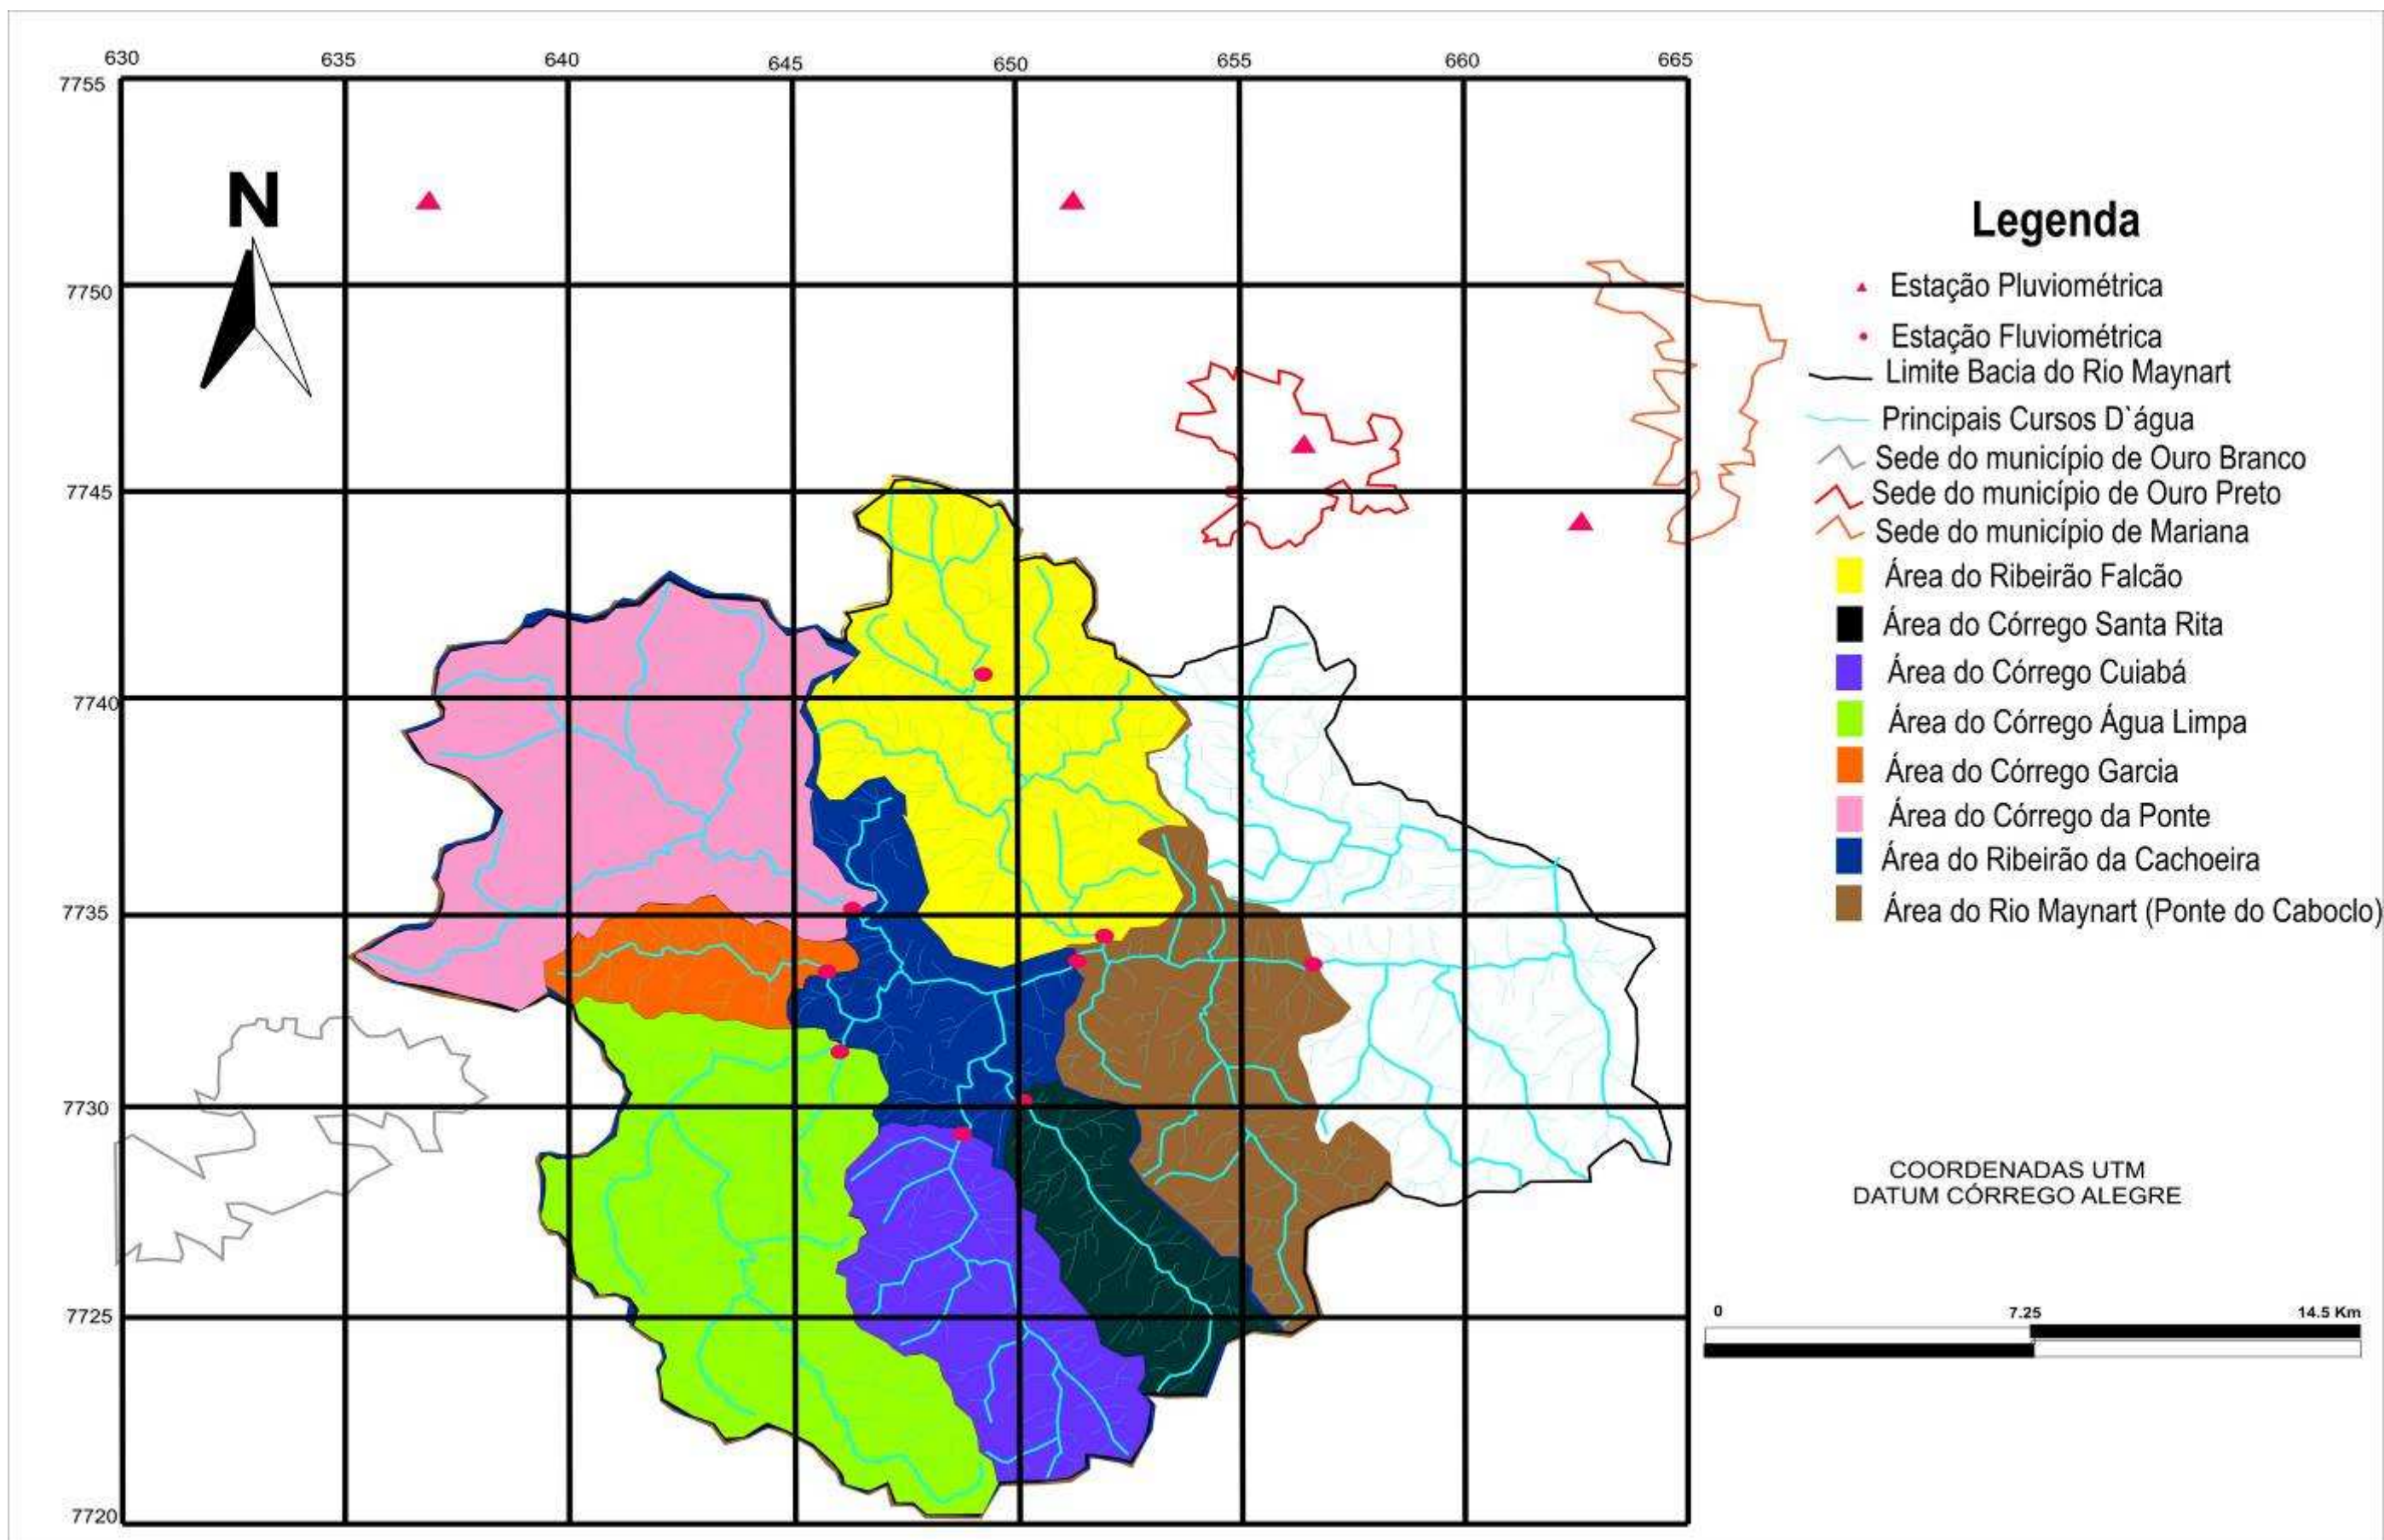 630 635 640 645 650 655 660 665
7755
7750
7745
7740
7735
7730
7725
7720
N
Legenda
Estação Pluviométrica
Estação Fluviométrica
Limite Bacia do Rio Maynart
Principais Cursos D`água
Sede do município de Ouro Branco
Sede do município de Ouro Preto
Sede do município de Mariana
Área do Ribeirão Falcão
Área do Córrego Santa Rita
Área do Córrego Cuiabá
Área do Córrego Água Limpa
Área do Córrego Garcia
Área do Córrego da Ponte
Área do Ribeirão da Cachoeira
Área do Rio Maynart (Ponte do Caboclo)
COORDENADAS UTM
DATUM CÓRREGO ALEGRE
0 7.25 14.5 Km